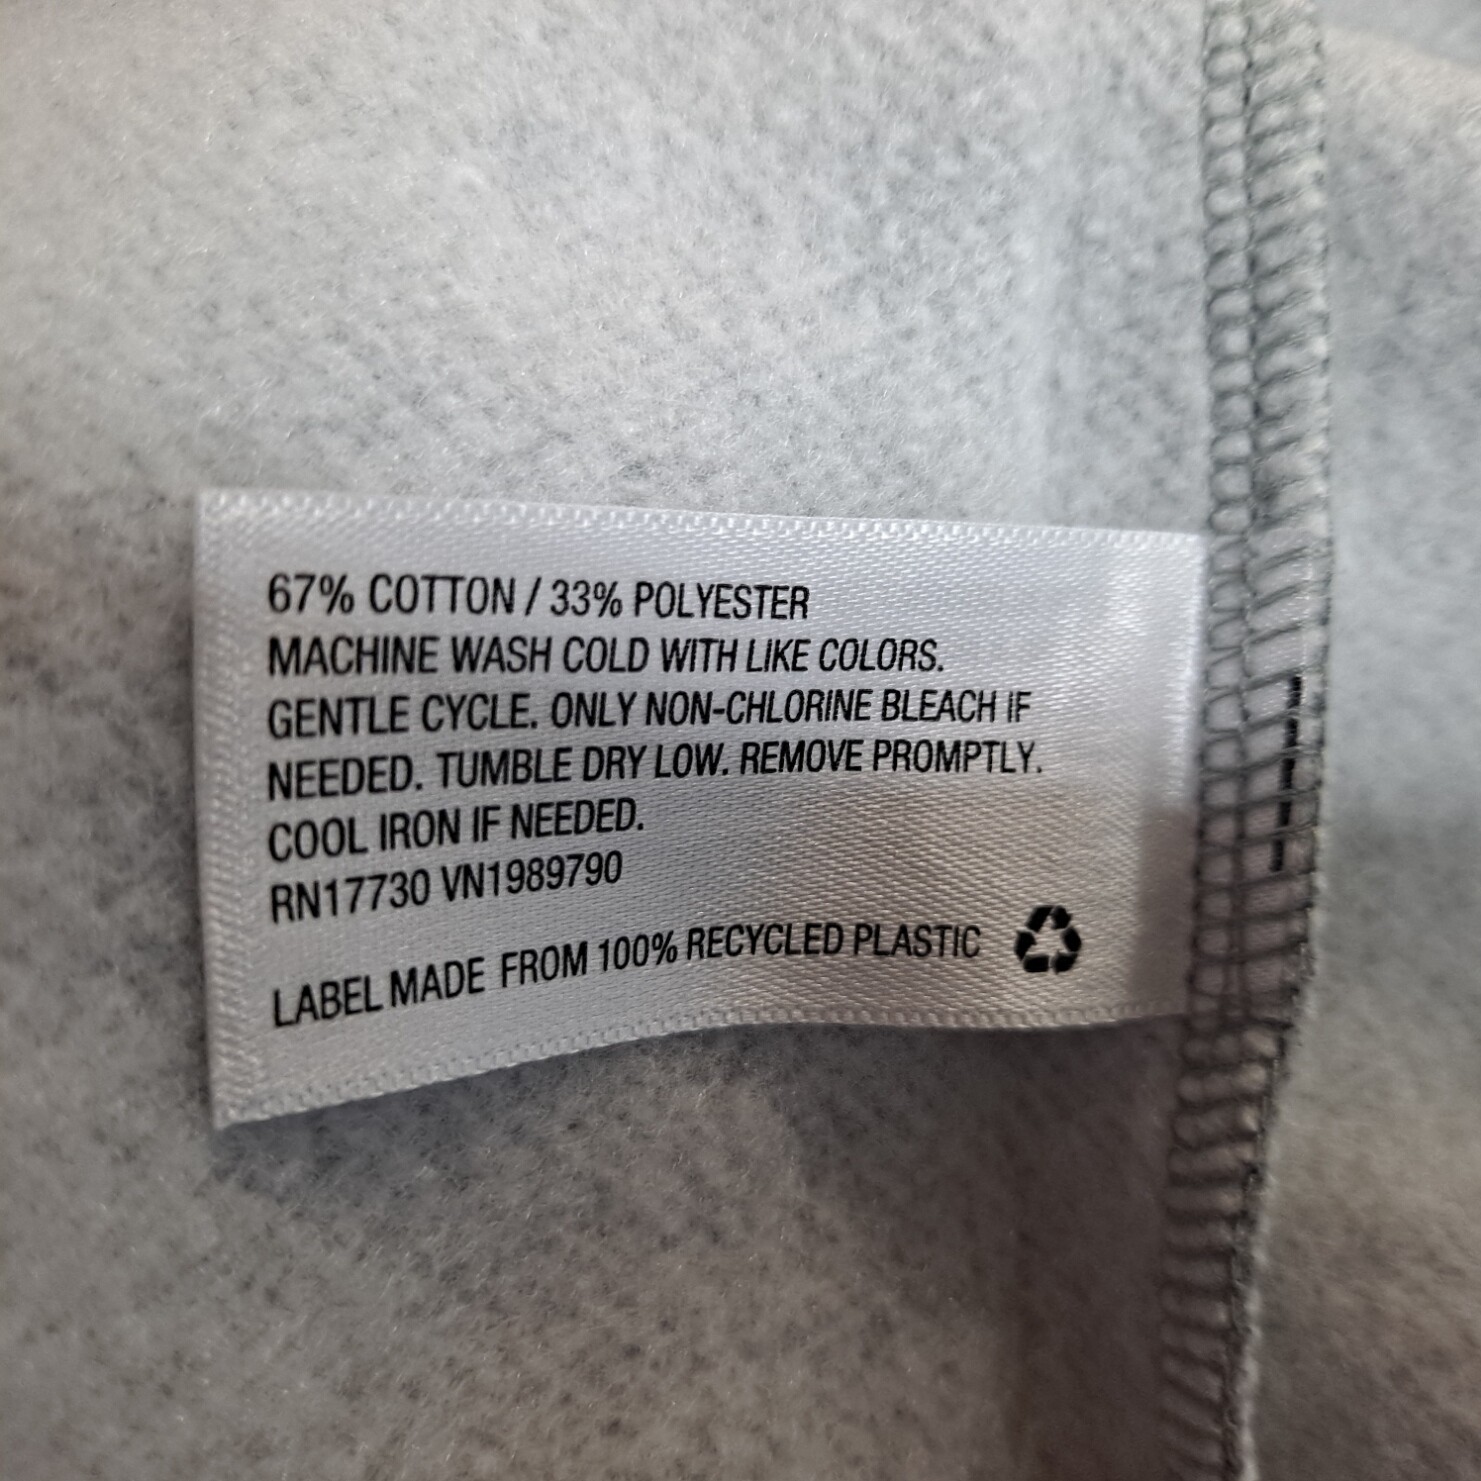 67% COTTON / 33% POLYESTER
MACHINE WASH COLD WITH LIKE COLORS.
GENTLE CYCLE. ONLY NON-CHLORINE BLEACH IF
NEEDED. TUMBLE DRY LOW. REMOVE PROMPTLY.
COOL IRON IF NEEDED.
RN17730 VN1989790
LABEL MADE FROM 100% RECYCLED PLASTIC